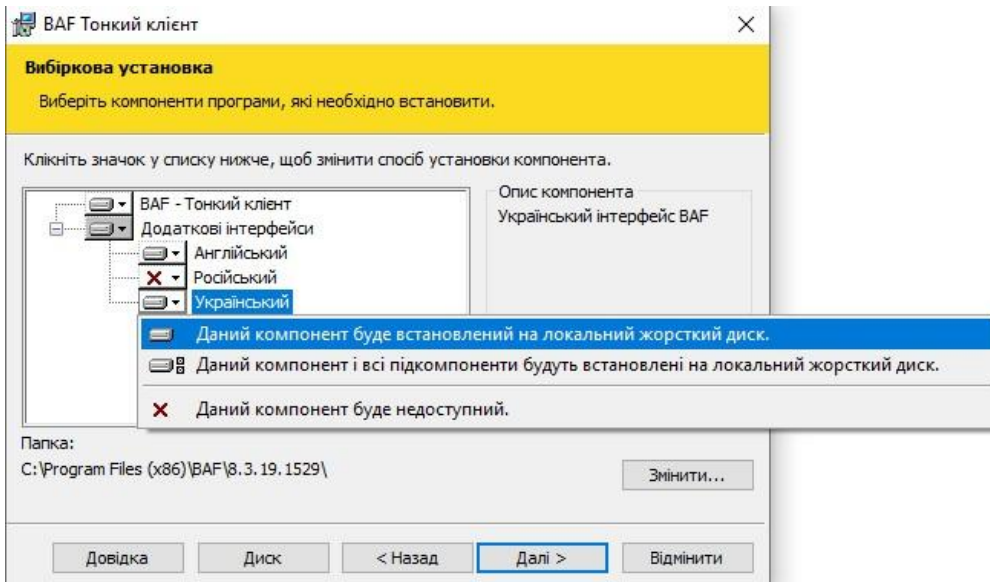 BAF Тонкий клієнт
Вибіркова установка
Виберіть компоненти програми, які необхідно встановити.
Клікніть значок у списку нижче, щоб змінити спосіб установки компонента.
BAF - Тонкий клієнт
Додаткові інтерфейси
Англійський
Російський
Український
Опис компонента
Український інтерфейс BAF
Даний компонент буде встановлений на локальний жорсткий диск.
Даний компонент і всі підкомпоненти будуть встановлені на локальний жорсткий диск.
Даний компонент буде недоступний.
Папка:
C:\Program Files (x86)\BAF\8.3.19.1529\
Змінити...
Довідка Диск < Назад Далі > Відмінити